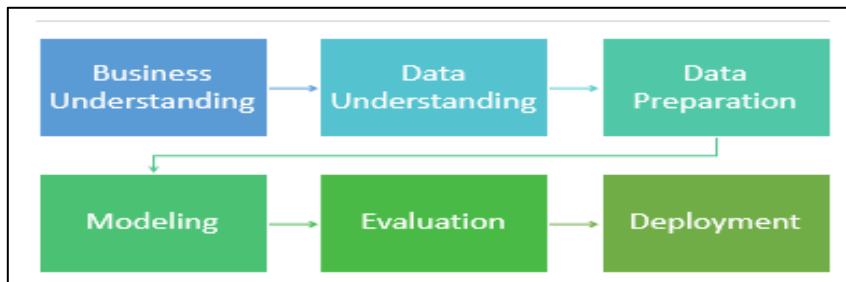 Business
Understanding
Data
Understanding
Data
Preparation
Modeling
Evaluation
Deployment